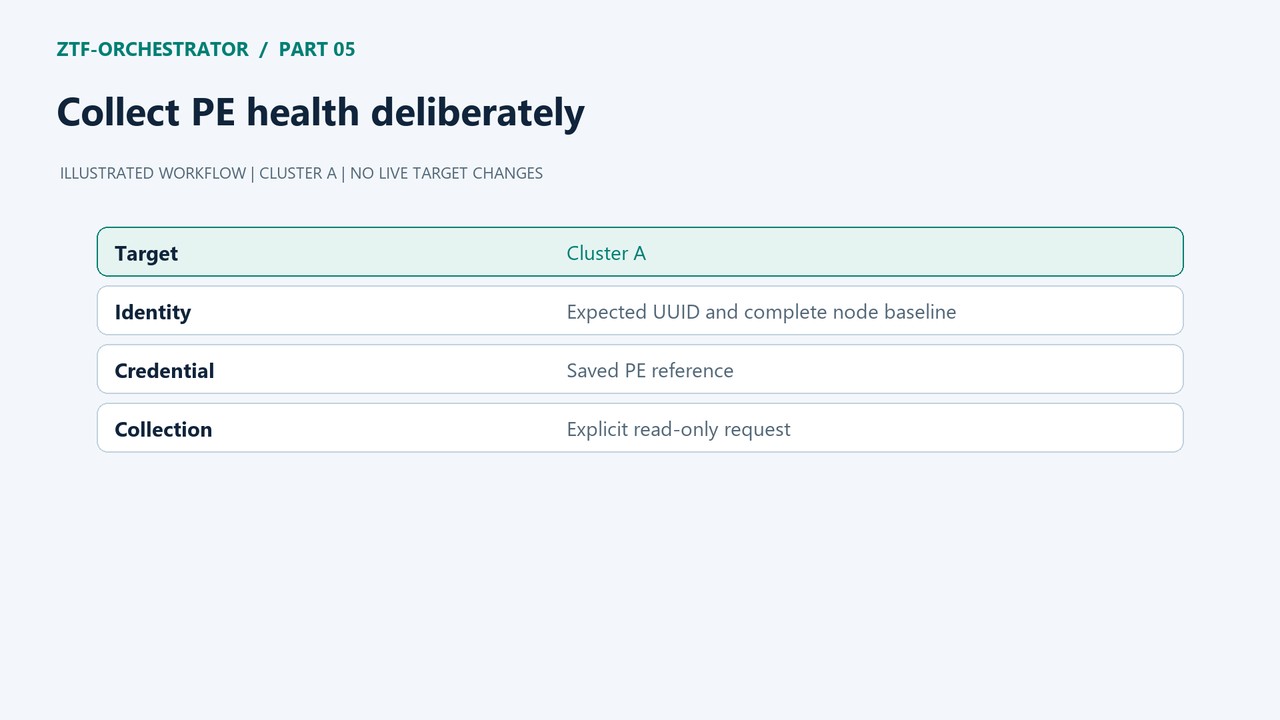 ZTF-ORCHESTRATOR / PART 05
Collect PE health deliberately
ILLUSTRATED WORKFLOW | CLUSTER A | NO LIVE TARGET CHANGES
Target Cluster A
Identity Expected UUID and complete node baseline
Credential Saved PE reference
Collection Explicit read-only request